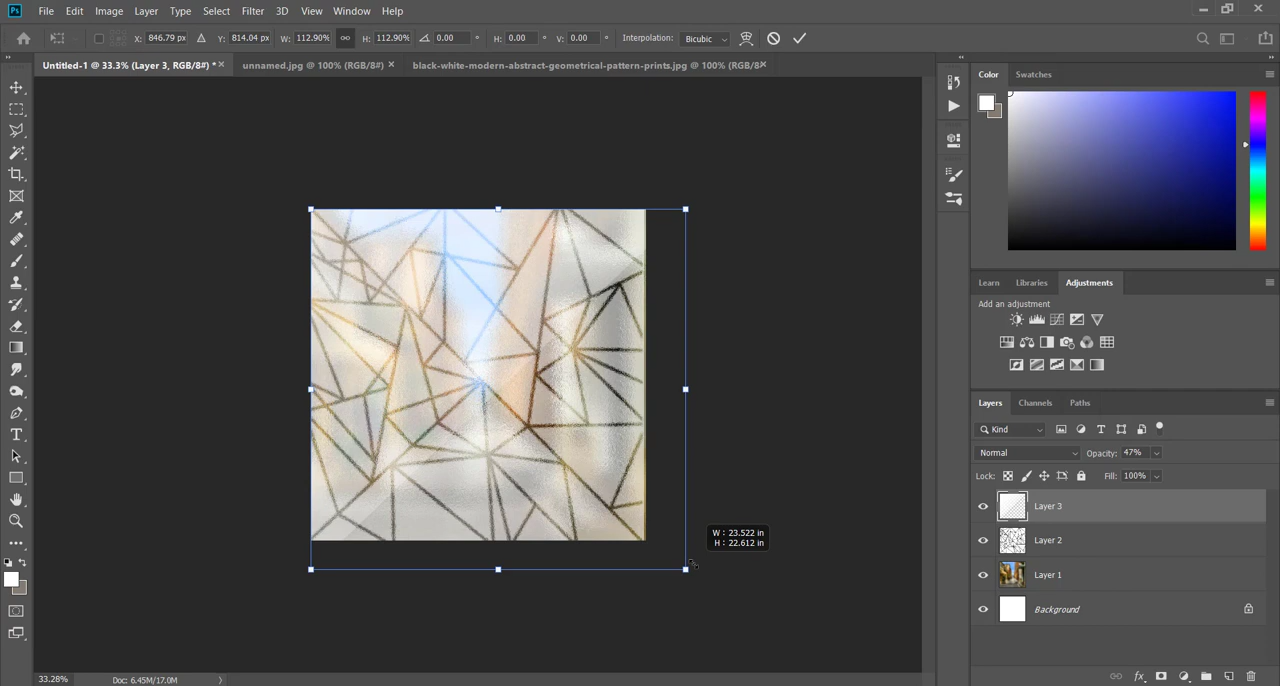 Ps File Edit Image Layer Type Select Filter 3D View Window Help
X: 846.79 px Y: 814.04 px W: 112.90% H: 112.90% 0.00 ° H: 0.00 ° V: 0.00 ° Interpolation: Bicubic
Untitled-1 @ 33.3% (Layer 3, RGB/8#) * × unnamed.jpg @ 100% (RGB/8#) × black-white-modern-abstract-geometrical-pattern-prints.jpg @ 100% (RGB/8# ×
Color Swatches
Learn Libraries Adjustments
Add an adjustment
Layers Channels Paths
Kind
Normal Opacity: 47%
Lock: Fill: 100%
Layer 3
W : 23.522 in
H : 22.612 in
Layer 2
Layer 1
Background
33.28% Doc: 6.45M/17.0M